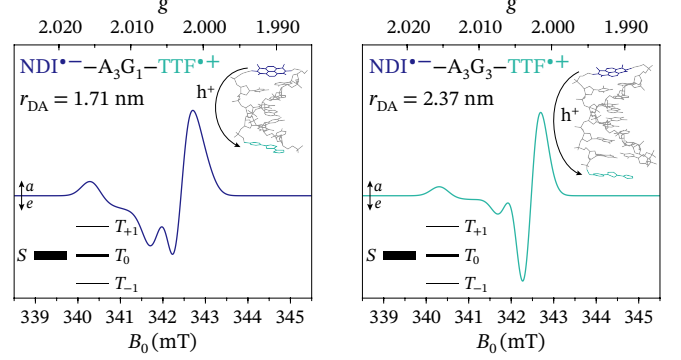 g
2.020 2.010 2.000 1.990
NDI•−–A₃G₁–TTF•+
r_DA = 1.71 nm
h⁺
a
e
T₊₁
S T₀
T₋₁
339 340 341 342 343 344 345
B₀ (mT)
g
2.020 2.010 2.000 1.990
NDI•−–A₃G₃–TTF•+
r_DA = 2.37 nm
h⁺
a
e
T₊₁
S T₀
T₋₁
339 340 341 342 343 344 345
B₀ (mT)